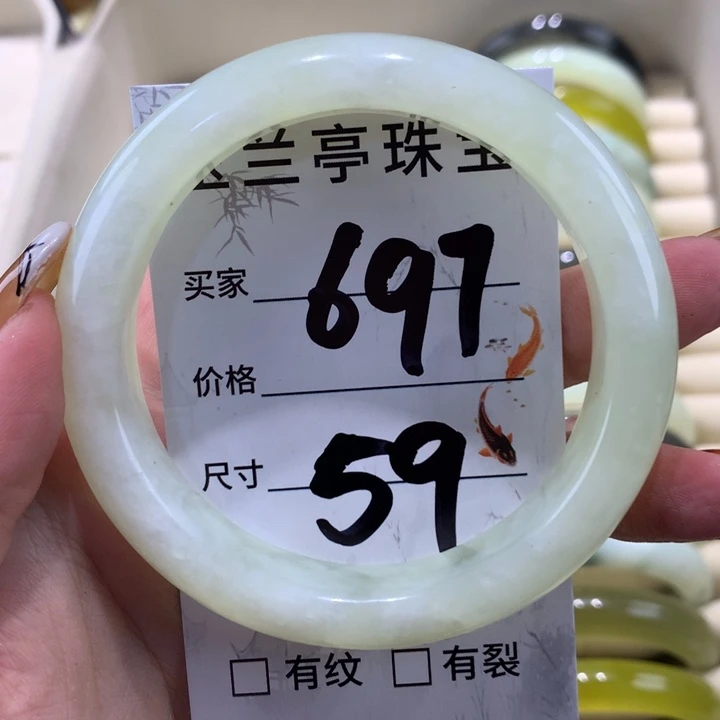 兰亭珠宝
买家 697
价格
尺寸 59
□ 有纹 □ 有裂